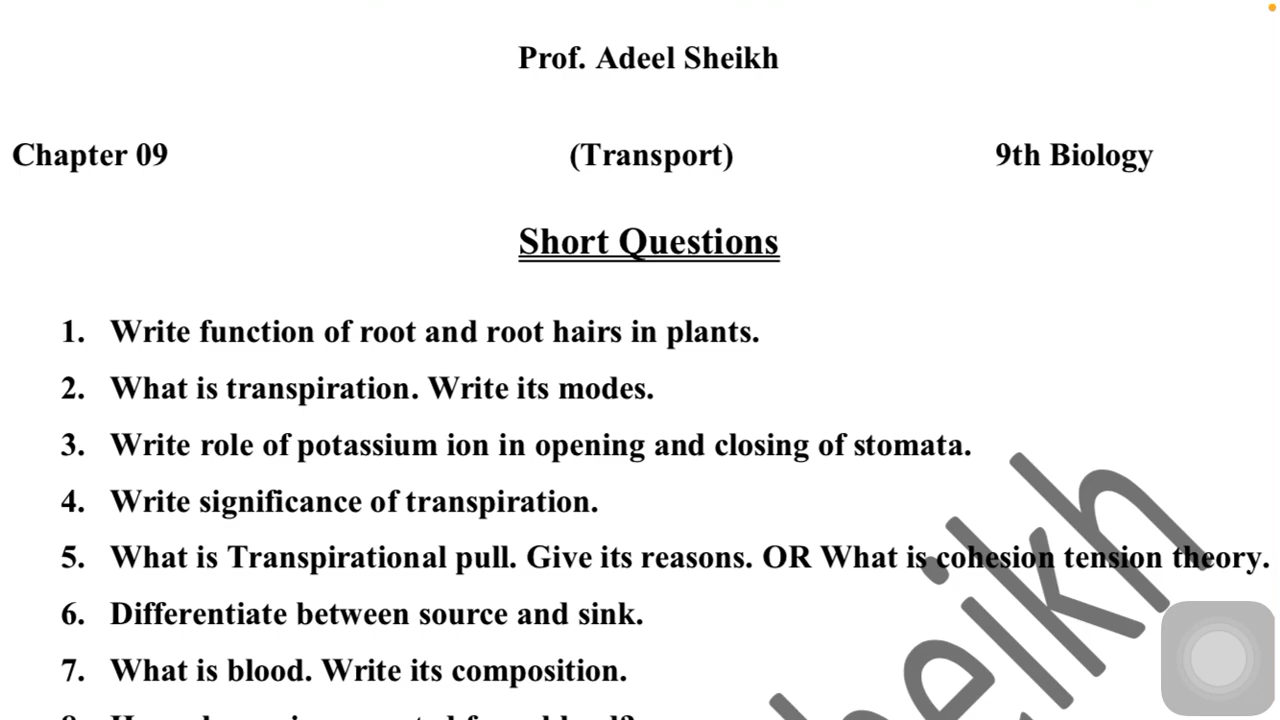 Prof. Adeel Sheikh
Chapter 09 (Transport) 9th Biology
Short Questions
1. Write function of root and root hairs in plants.
2. What is transpiration. Write its modes.
3. Write role of potassium ion in opening and closing of stomata.
4. Write significance of transpiration.
5. What is Transpirational pull. Give its reasons. OR What is cohesion tension theory.
6. Differentiate between source and sink.
7. What is blood. Write its composition.